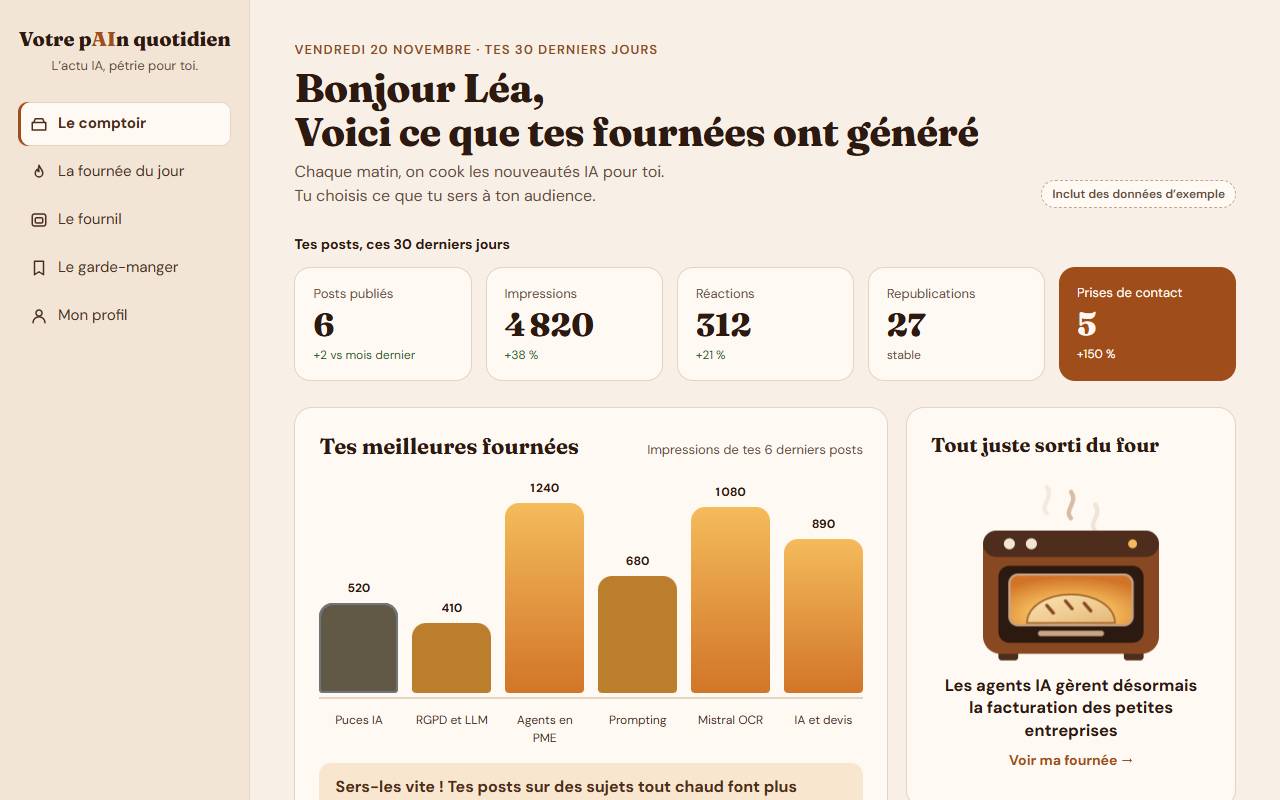 Votre pAIn quotidien
L'actu IA, pétrie pour toi.
Le comptoir
La fournée du jour
Le fournil
Le garde-manger
Mon profil
VENDREDI 20 NOVEMBRE · TES 30 DERNIERS JOURS
Bonjour Léa,
Voici ce que tes fournées ont généré
Chaque matin, on cook les nouveautés IA pour toi.
Tu choisis ce que tu sers à ton audience.
Inclut des données d'exemple
Tes posts, ces 30 derniers jours
Posts publiés
6
+2 vs mois dernier
Impressions
4 820
+38 %
Réactions
312
+21 %
Republications
27
stable
Prises de contact
5
+150 %
Tes meilleures fournées
Impressions de tes 6 derniers posts
520
410
1 240
680
1 080
890
Puces IA
RGPD et LLM
Agents en
PME
Prompting
Mistral OCR
IA et devis
Sers-les vite ! Tes posts sur des sujets tout chaud font plus
Tout juste sorti du four
Les agents IA gèrent désormais
la facturation des petites
entreprises
Voir ma fournée →